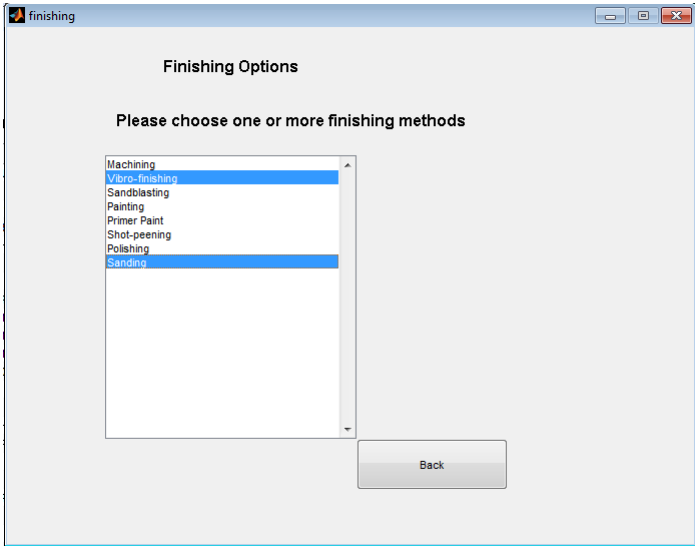 finishing
Finishing Options
Please choose one or more finishing methods
Machining
Vibro-finishing
Sandblasting
Painting
Primer Paint
Shot-peening
Polishing
Sanding
Back